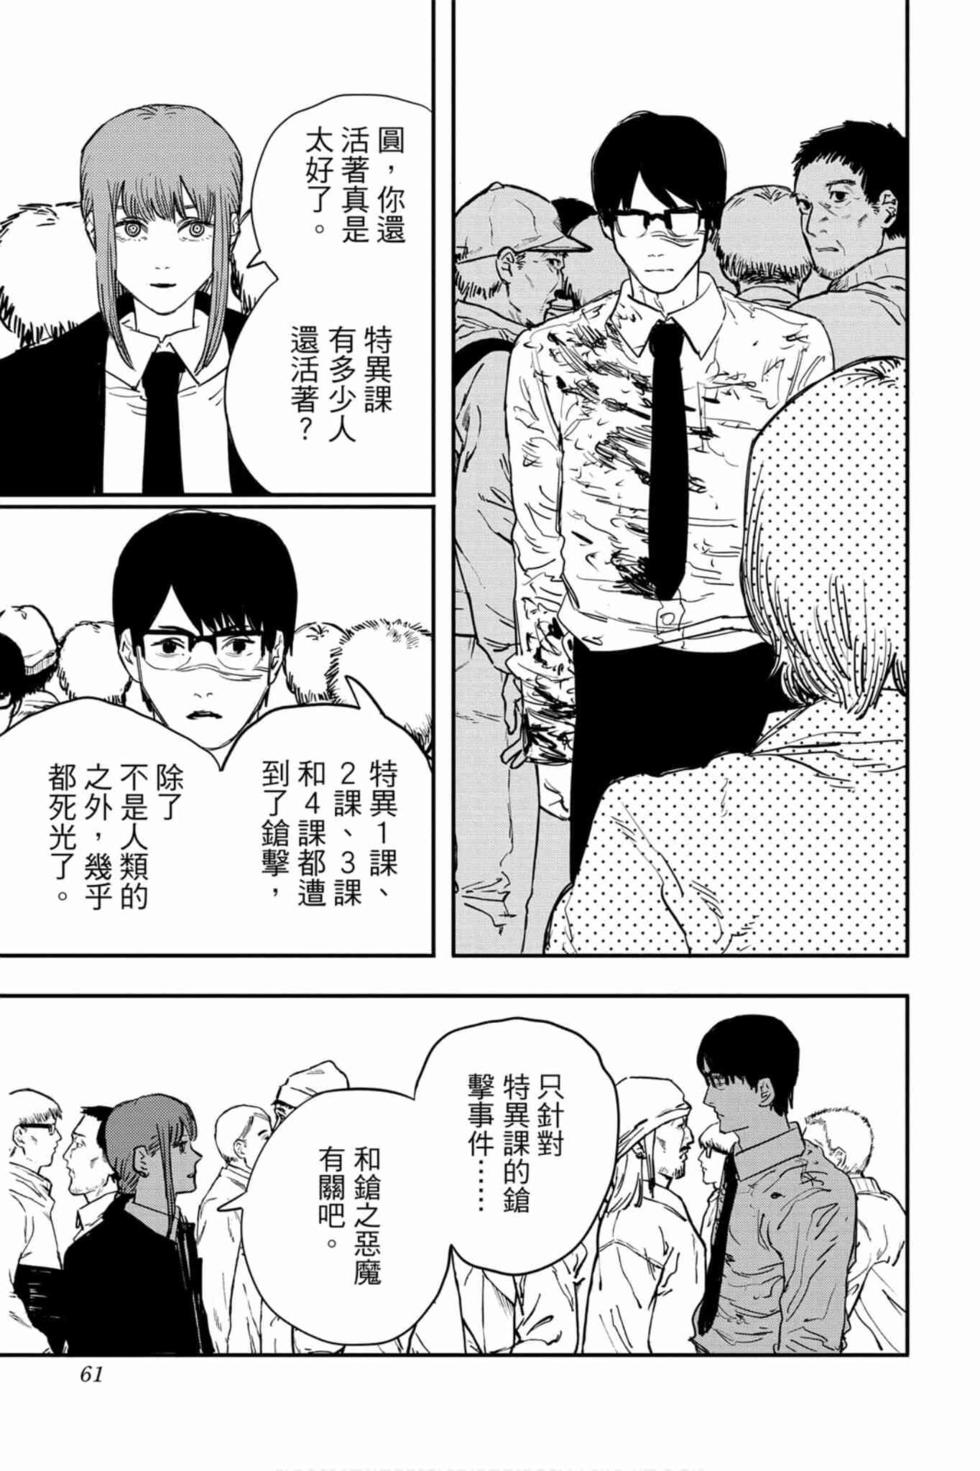 圓，你還
活著真是
太好了。
特異課
有多少人
還活著？
特異1課、
2課、3課
和4課都遭
到了鎗擊，
除了
不是人類的
之外，幾乎
都死光了。
只針對
特異課的鎗
擊事件……
和鎗之惡魔
有關吧。
61